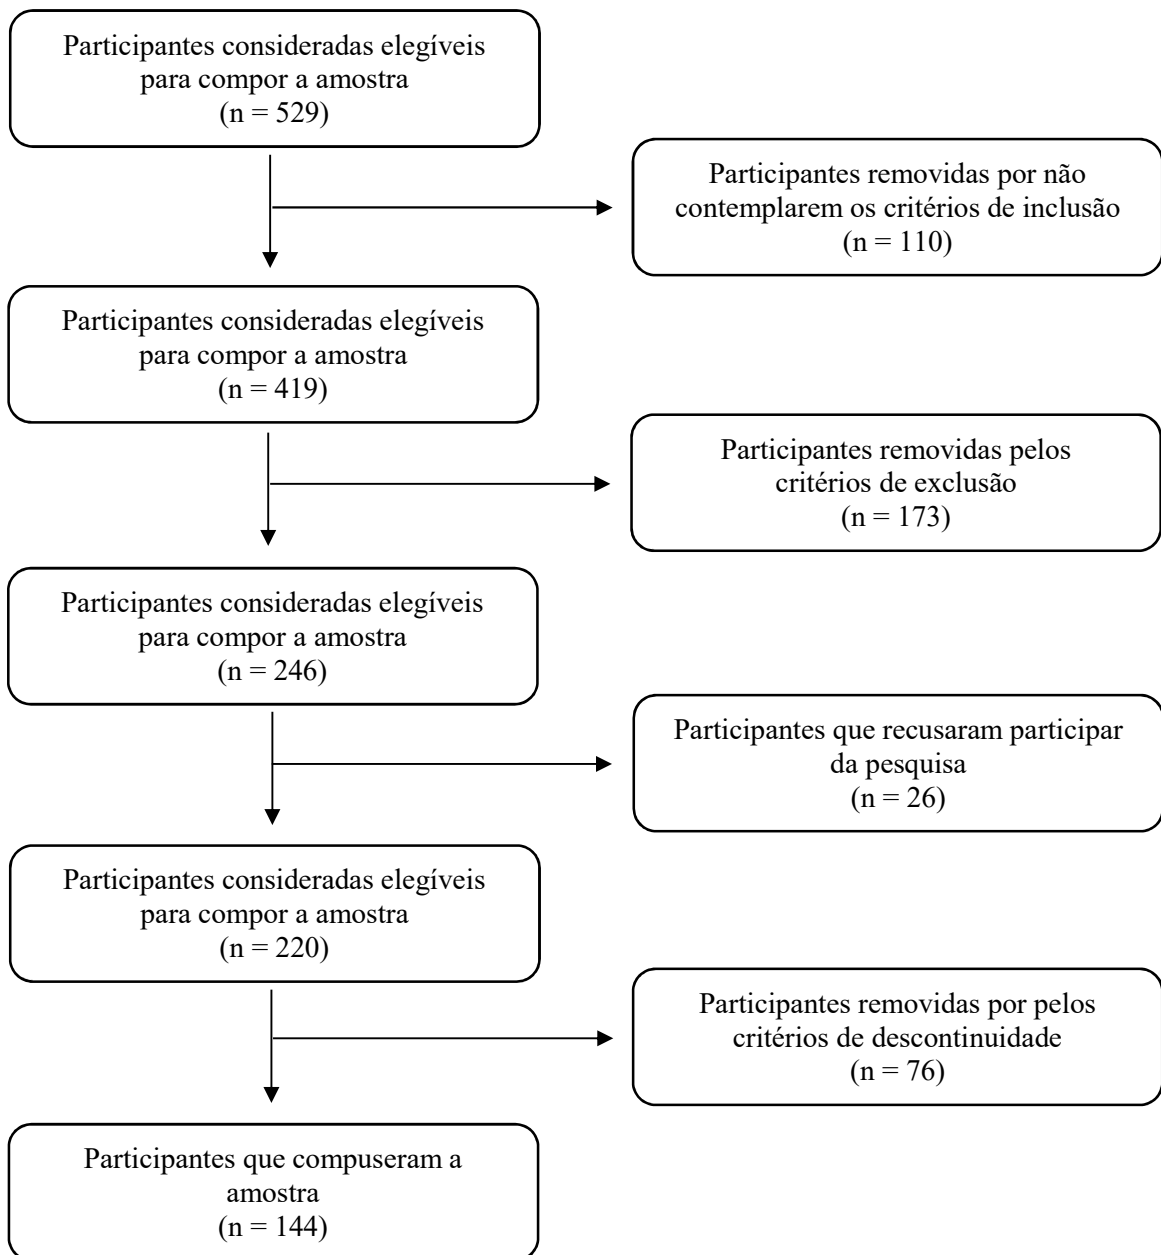 Participantes consideradas elegíveis
para compor a amostra
(n = 529)
Participantes removidas por não
contemplarem os critérios de inclusão
(n = 110)
Participantes consideradas elegíveis
para compor a amostra
(n = 419)
Participantes removidas pelos
critérios de exclusão
(n = 173)
Participantes consideradas elegíveis
para compor a amostra
(n = 246)
Participantes que recusaram participar
da pesquisa
(n = 26)
Participantes consideradas elegíveis
para compor a amostra
(n = 220)
Participantes removidas por pelos
critérios de descontinuidade
(n = 76)
Participantes que compuseram a
amostra
(n = 144)